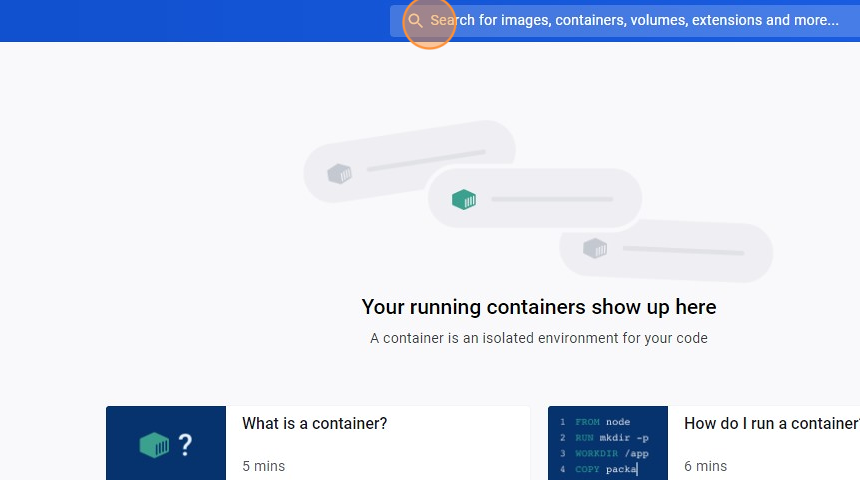 Search for images, containers, volumes, extensions and more...
Your running containers show up here
A container is an isolated environment for your code
?
What is a container?
5 mins
1 FROM node
2 RUN mkdir -p
3 WORKDIR /app
4 COPY packa
How do I run a container?
6 mins